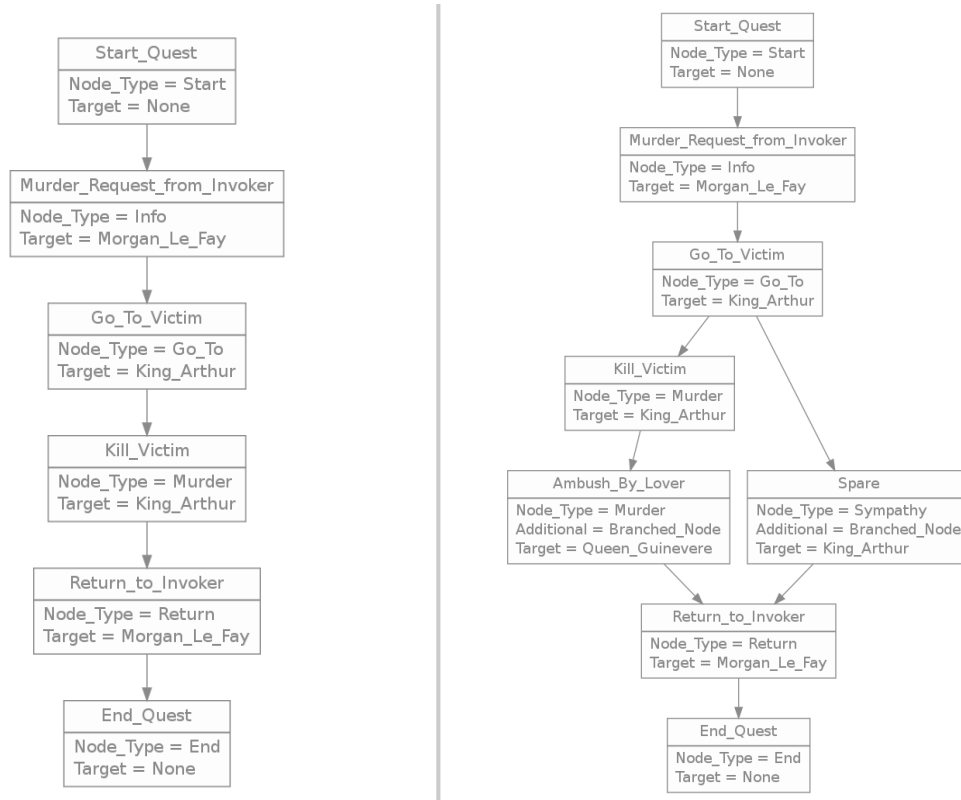 Start_Quest
Node_Type = Start
Target = None
Murder_Request_from_Invoker
Node_Type = Info
Target = Morgan_Le_Fay
Go_To_Victim
Node_Type = Go_To
Target = King_Arthur
Kill_Victim
Node_Type = Murder
Target = King_Arthur
Return_to_Invoker
Node_Type = Return
Target = Morgan_Le_Fay
End_Quest
Node_Type = End
Target = None
Start_Quest
Node_Type = Start
Target = None
Murder_Request_from_Invoker
Node_Type = Info
Target = Morgan_Le_Fay
Go_To_Victim
Node_Type = Go_To
Target = King_Arthur
Kill_Victim
Node_Type = Murder
Target = King_Arthur
Ambush_By_Lover
Node_Type = Murder
Additional = Branched_Node
Target = Queen_Guinevere
Spare
Node_Type = Sympathy
Additional = Branched_Node
Target = King_Arthur
Return_to_Invoker
Node_Type = Return
Target = Morgan_Le_Fay
End_Quest
Node_Type = End
Target = None